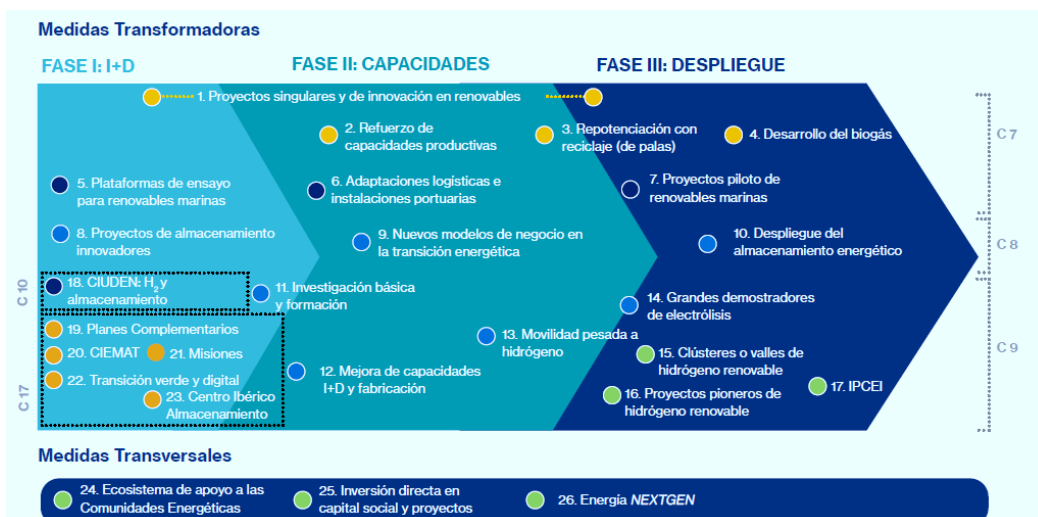 Medidas Transformadoras
FASE I: I+D
FASE II: CAPACIDADES
FASE III: DESPLIEGUE
1. Proyectos singulares y de innovación en renovables
2. Refuerzo de
capacidades productivas
3. Repotenciación con
reciclaje (de palas)
4. Desarrollo del biogás
C 7
5. Plataformas de ensayo
para renovables marinas
6. Adaptaciones logísticas e
instalaciones portuarias
7. Proyectos piloto de
renovables marinas
8. Proyectos de almacenamiento
innovadores
9. Nuevos modelos de negocio en
la transición energética
10. Despliegue del
almacenamiento energético
C 8
C 10
18. CIUDEN: H2 y
almacenamiento
11. Investigación básica
y formación
14. Grandes demostradores
de electrólisis
19. Planes Complementarios
20. CIEMAT
21. Misiones
13. Movilidad pesada a
hidrógeno
15. Clústeres o valles de
hidrógeno renovable
C 9
C 17
22. Transición verde y digital
23. Centro Ibérico
Almacenamiento
12. Mejora de capacidades
I+D y fabricación
16. Proyectos pioneros de
hidrógeno renovable
17. IPCEI
Medidas Transversales
24. Ecosistema de apoyo a las
Comunidades Energéticas
25. Inversión directa en
capital social y proyectos
26. Energía NEXTGEN